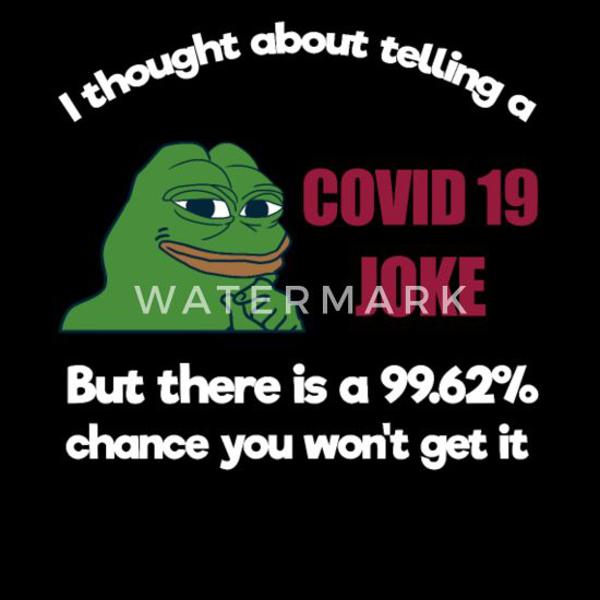 I thought about telling a
COVID 19
JOKE
WATERMARK
But there is a 99.62%
chance you won't get it